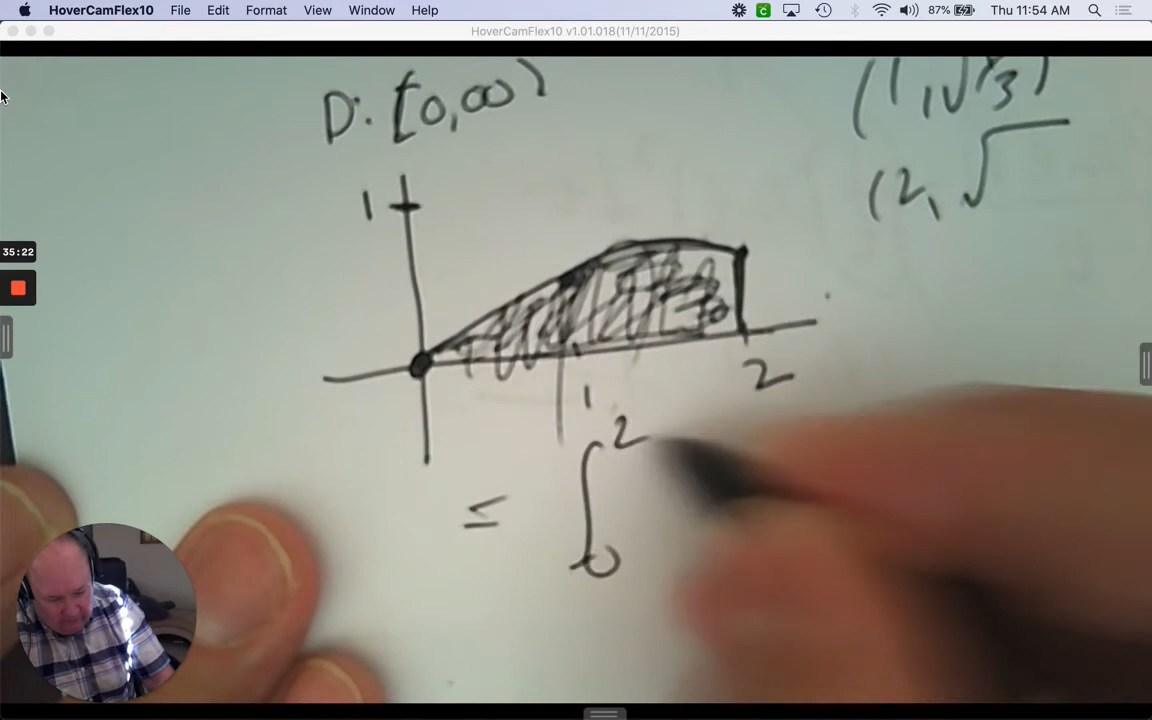 HoverCamFlex10 File Edit Format View Window Help 87% Thu 11:54 AM
HoverCamFlex10 v1.01.018(11/11/2015)
D: [0,∞)
(1,√1/3)
(2,√
1
35:22
1
2
≤ ∫ 2
0